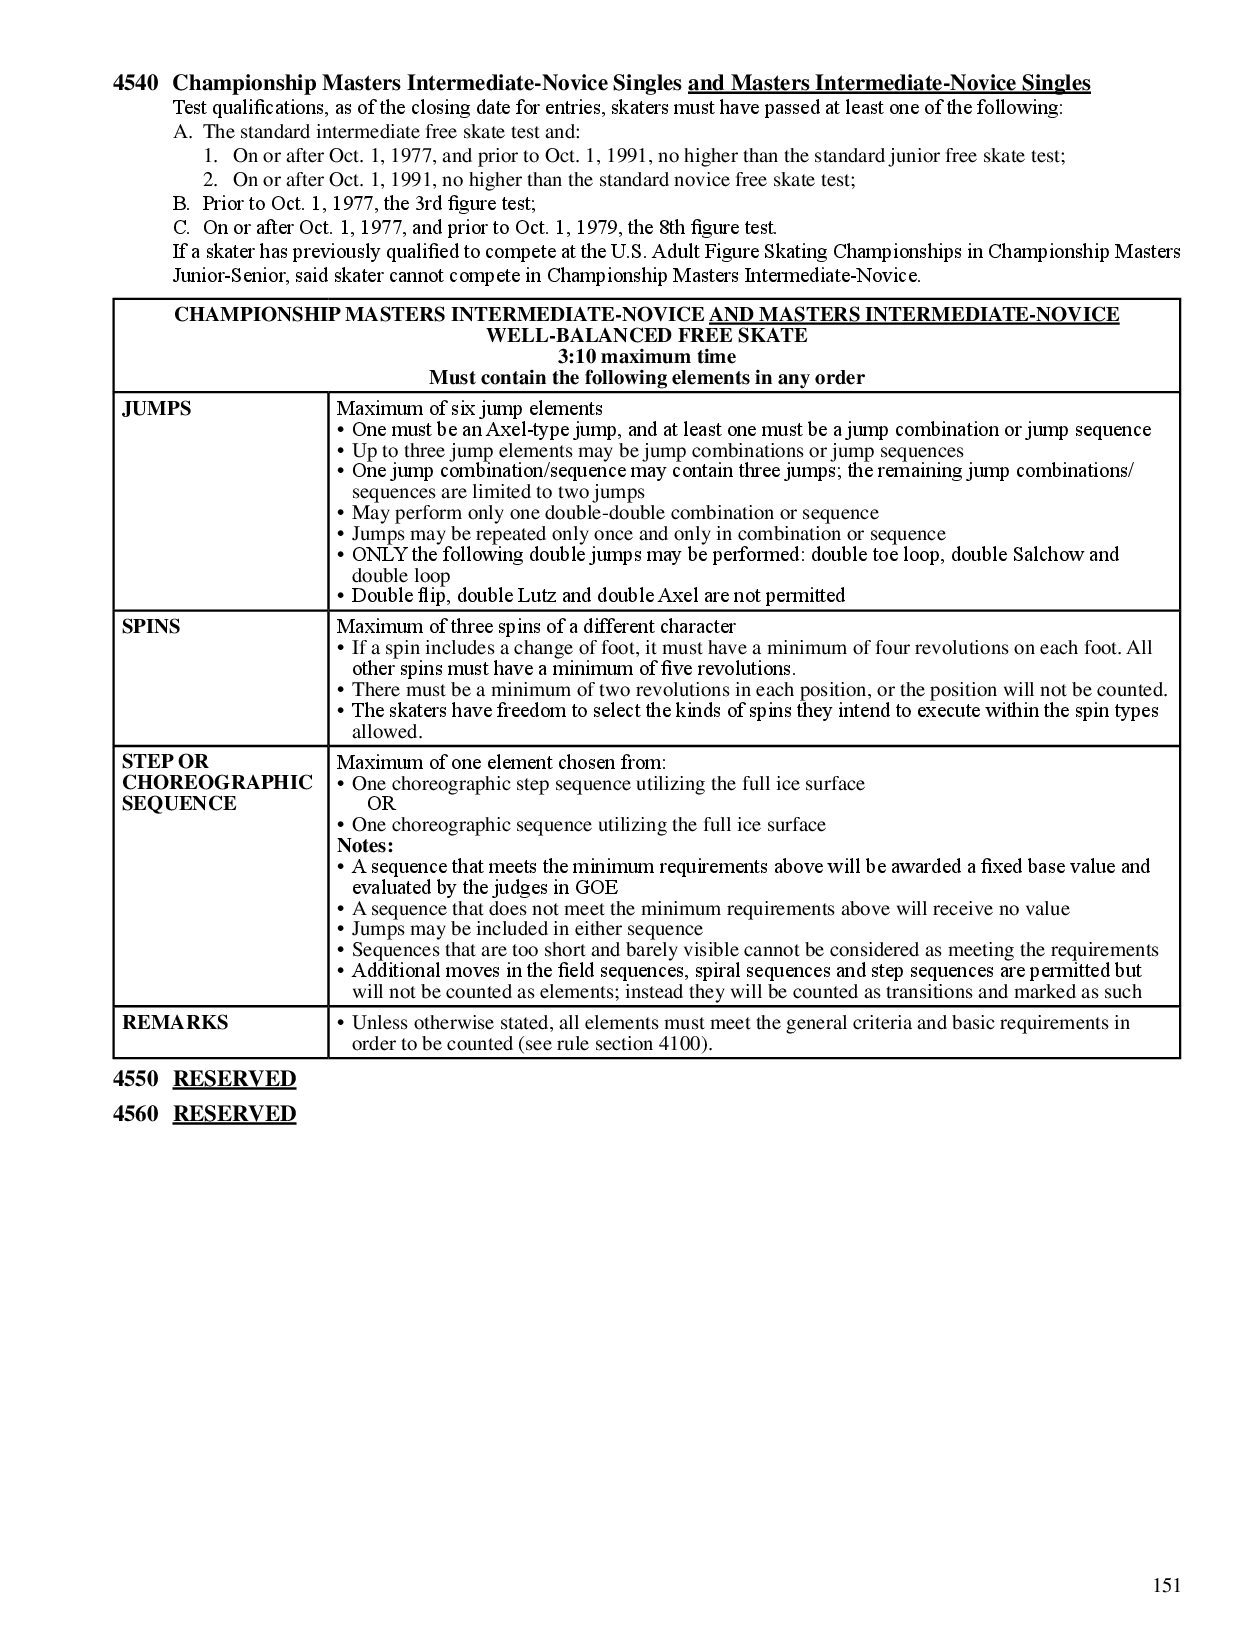 4540 Championship Masters Intermediate-Novice Singles and Masters Intermediate-Novice Singles
Test qualifications, as of the closing date for entries, skaters must have passed at least one of the following:
A. The standard intermediate free skate test and:
1. On or after Oct. 1, 1977, and prior to Oct. 1, 1991, no higher than the standard junior free skate test;
2. On or after Oct. 1, 1991, no higher than the standard novice free skate test;
B. Prior to Oct. 1, 1977, the 3rd figure test;
C. On or after Oct. 1, 1977, and prior to Oct. 1, 1979, the 8th figure test.
If a skater has previously qualified to compete at the U.S. Adult Figure Skating Championships in Championship Masters
Junior-Senior, said skater cannot compete in Championship Masters Intermediate-Novice.
CHAMPIONSHIP MASTERS INTERMEDIATE-NOVICE AND MASTERS INTERMEDIATE-NOVICE
WELL-BALANCED FREE SKATE
3:10 maximum time
Must contain the following elements in any order
JUMPS
Maximum of six jump elements
• One must be an Axel-type jump, and at least one must be a jump combination or jump sequence
• Up to three jump elements may be jump combinations or jump sequences
• One jump combination/sequence may contain three jumps; the remaining jump combinations/
sequences are limited to two jumps
• May perform only one double-double combination or sequence
• Jumps may be repeated only once and only in combination or sequence
• ONLY the following double jumps may be performed: double toe loop, double Salchow and
double loop
• Double flip, double Lutz and double Axel are not permitted
SPINS
Maximum of three spins of a different character
• If a spin includes a change of foot, it must have a minimum of four revolutions on each foot. All
other spins must have a minimum of five revolutions.
• There must be a minimum of two revolutions in each position, or the position will not be counted.
• The skaters have freedom to select the kinds of spins they intend to execute within the spin types
allowed.
STEP OR
CHOREOGRAPHIC
SEQUENCE
Maximum of one element chosen from:
• One choreographic step sequence utilizing the full ice surface
OR
• One choreographic sequence utilizing the full ice surface
Notes:
• A sequence that meets the minimum requirements above will be awarded a fixed base value and
evaluated by the judges in GOE
• A sequence that does not meet the minimum requirements above will receive no value
• Jumps may be included in either sequence
• Sequences that are too short and barely visible cannot be considered as meeting the requirements
• Additional moves in the field sequences, spiral sequences and step sequences are permitted but
will not be counted as elements; instead they will be counted as transitions and marked as such
REMARKS
• Unless otherwise stated, all elements must meet the general criteria and basic requirements in
order to be counted (see rule section 4100).
4550 RESERVED
4560 RESERVED
151